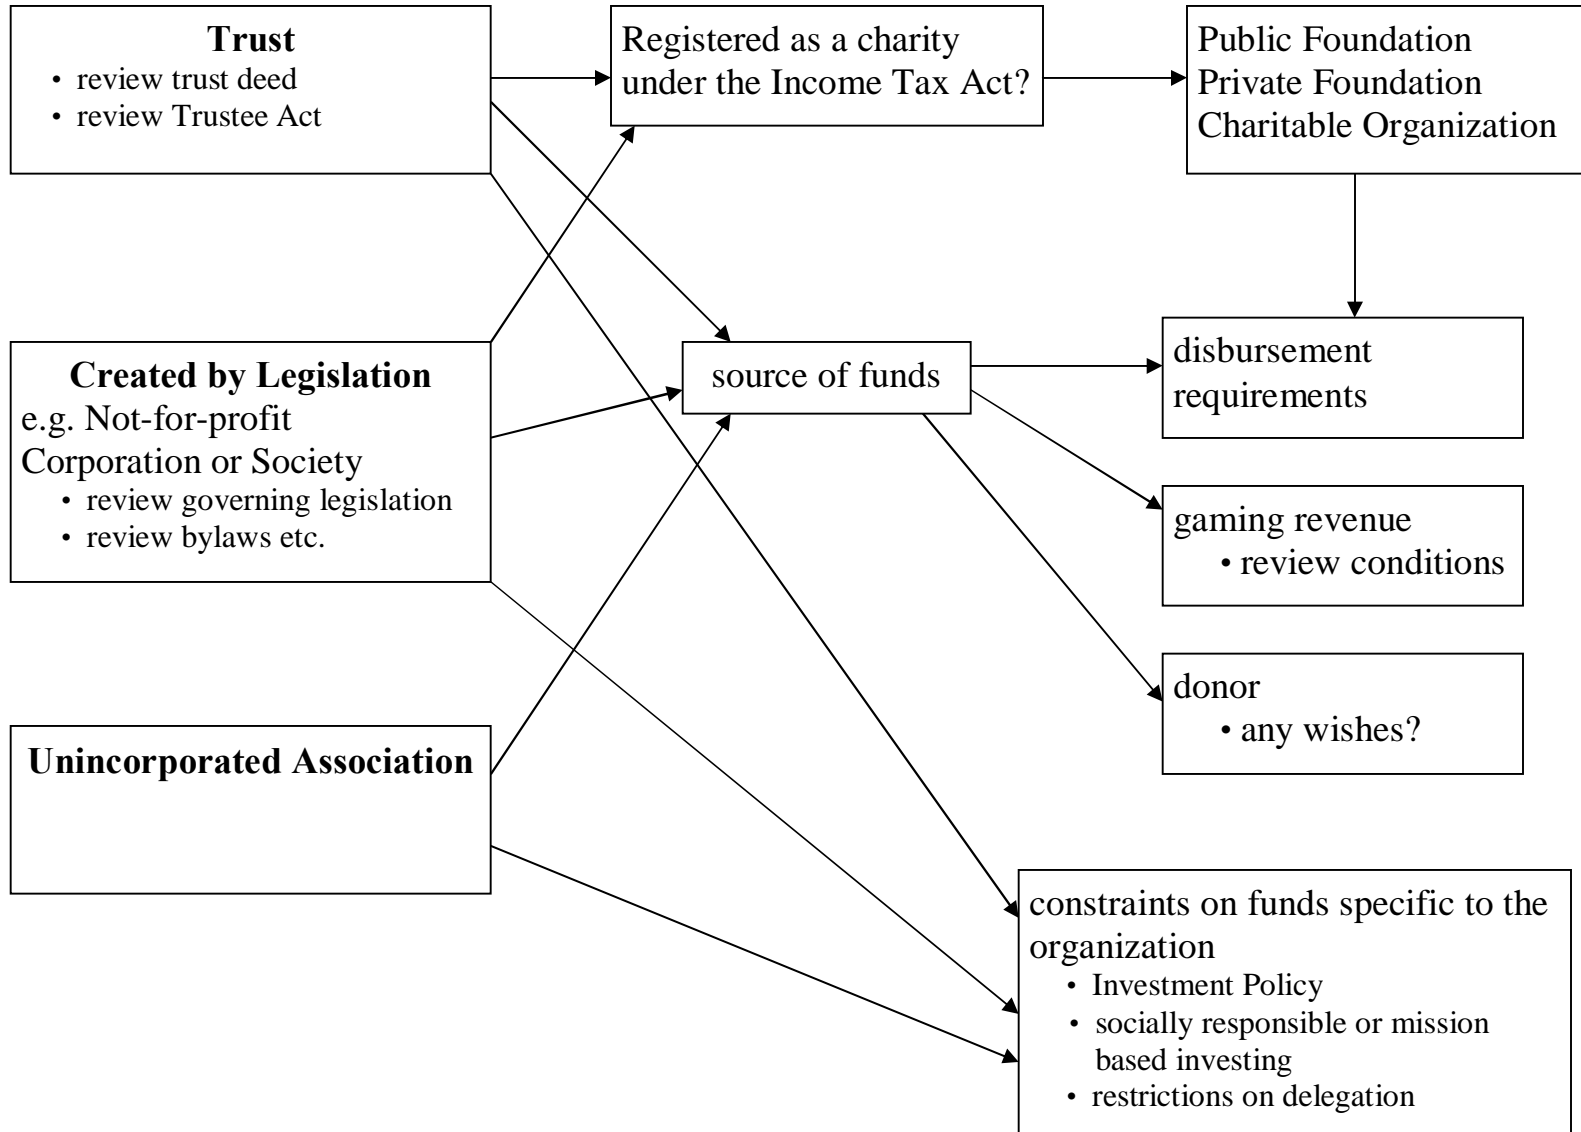 Trust
• review trust deed
• review Trustee Act
Registered as a charity
under the Income Tax Act?
Public Foundation
Private Foundation
Charitable Organization
Created by Legislation
e.g. Not-for-profit
Corporation or Society
• review governing legislation
• review bylaws etc.
source of funds
disbursement
requirements
gaming revenue
• review conditions
donor
• any wishes?
Unincorporated Association
constraints on funds specific to the
organization
• Investment Policy
• socially responsible or mission
based investing
• restrictions on delegation